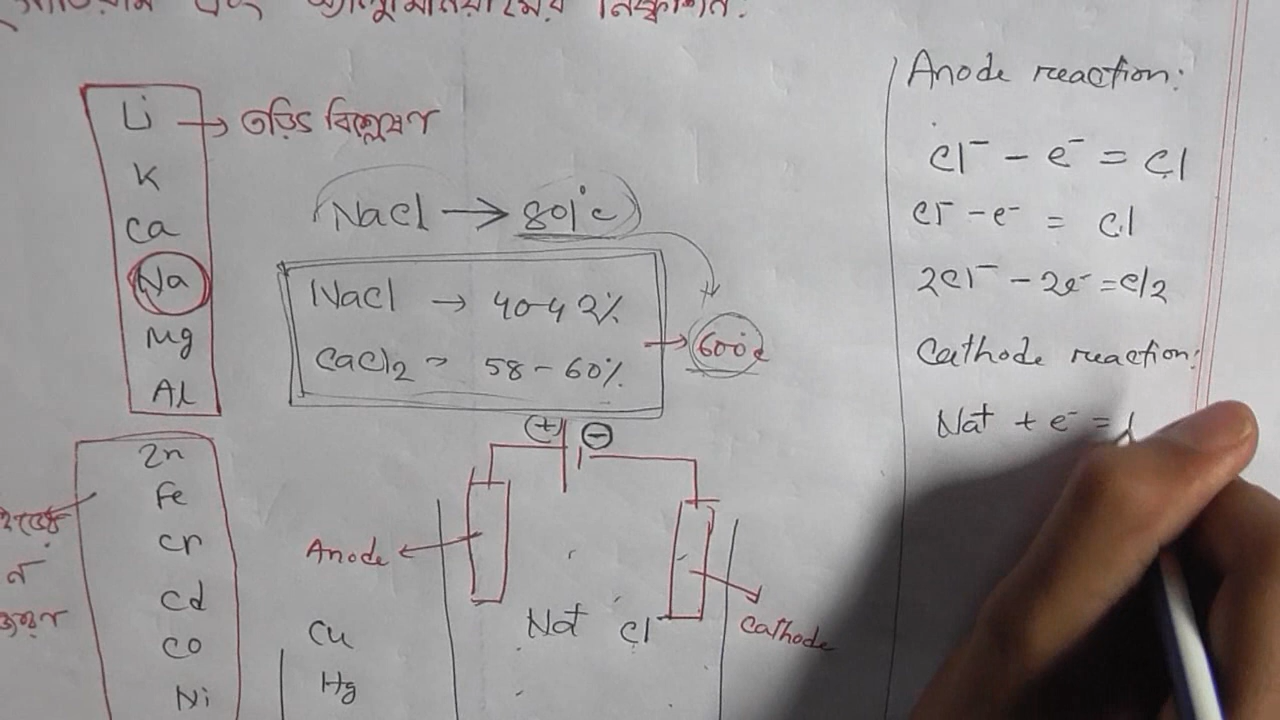 এবং অ্যালুমিনিয়ামের নিষ্কাশন:
Li → তড়িৎ বিশ্লেষণ
K
Ca
Na
Mg
Al
Zn
Fe
Cr
Cd
Co
Ni
NaCl → 801°c
NaCl → 40-42%
CaCl2 → 58-60%
→ 600°c
(+) (-)
Anode
Na+ Cl-
Cathode
Cu
Hg
Anode reaction:
Cl- - e- = Cl
Cl- - e- = Cl
2Cl- - 2e- = Cl2
Cathode reaction:
Na+ + e- =